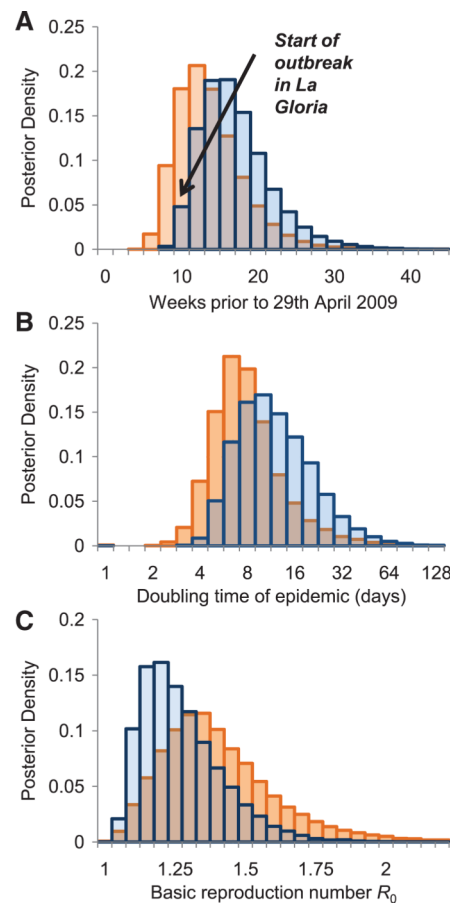 A
0.25
Start of
outbreak
in La
Gloria
0.2
0.15
0.1
0.05
0
Posterior Density
0 10 20 30 40
Weeks prior to 29th April 2009
B
0.25
0.2
0.15
0.1
0.05
0
Posterior Density
1 2 4 8 16 32 64 128
Doubling time of epidemic (days)
C
0.2
0.15
0.1
0.05
0
Posterior Density
1 1.25 1.5 1.75 2
Basic reproduction number R₀